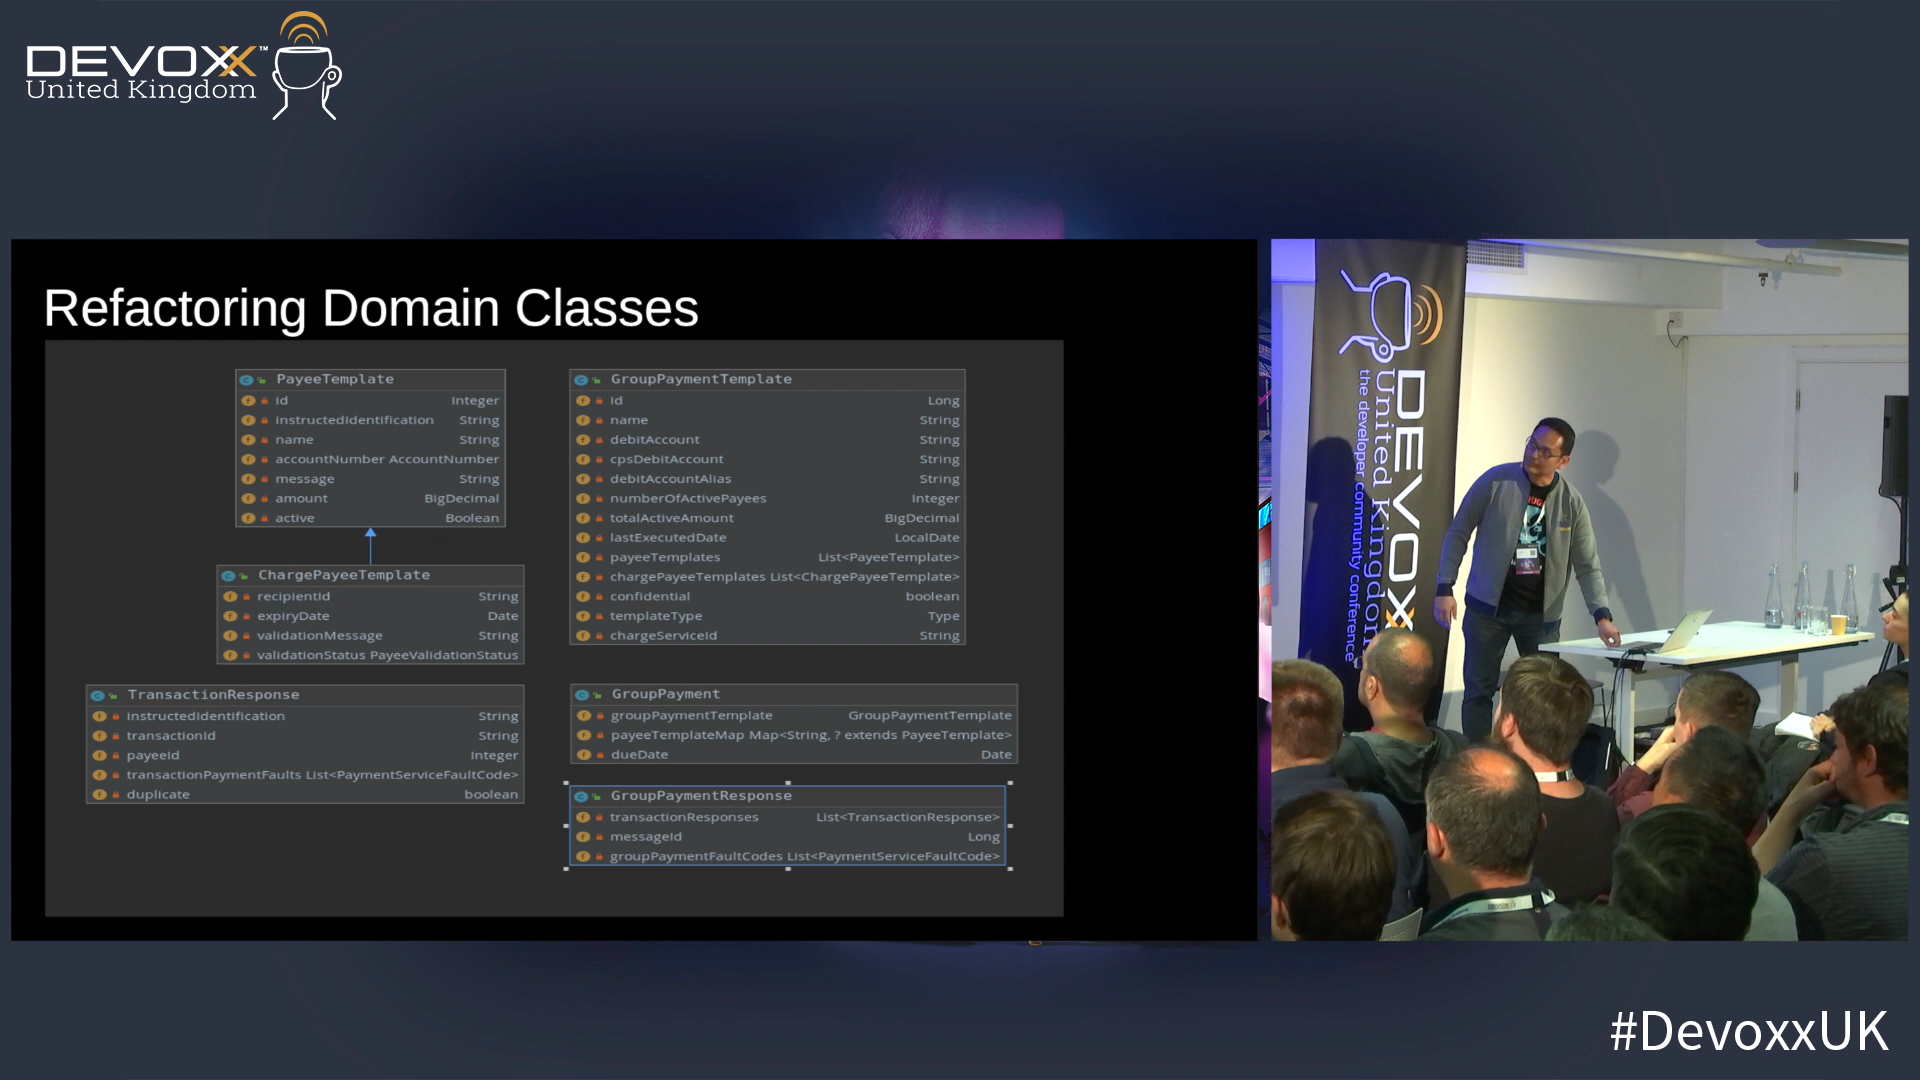 DEVOXX™
United Kingdom
Refactoring Domain Classes
PayeeTemplate
id Integer
instructedIdentification String
name String
accountNumber AccountNumber
message String
amount BigDecimal
active Boolean
ChargePayeeTemplate
recipientId String
expiryDate Date
validationMessage String
validationStatus PayeeValidationStatus
TransactionResponse
instructedIdentification String
transactionId String
payeeId Integer
transactionPaymentFaults List<PaymentServiceFaultCode>
duplicate boolean
GroupPaymentTemplate
id Long
name String
debitAccount String
cpsDebitAccount String
debitAccountAlias String
numberOfActivePayees Integer
totalActiveAmount BigDecimal
lastExecutedDate LocalDate
payeeTemplates List<PayeeTemplate>
chargePayeeTemplates List<ChargePayeeTemplate>
confidential boolean
templateType Type
chargeServiceId String
GroupPayment
groupPaymentTemplate GroupPaymentTemplate
payeeTemplateMap Map<String, ? extends PayeeTemplate>
dueDate Date
GroupPaymentResponse
transactionResponses List<TransactionResponse>
messageId Long
groupPaymentFaultCodes List<PaymentServiceFaultCode>
DEVOXX
United Kingdom
the developer community conference
#DevoxxUK